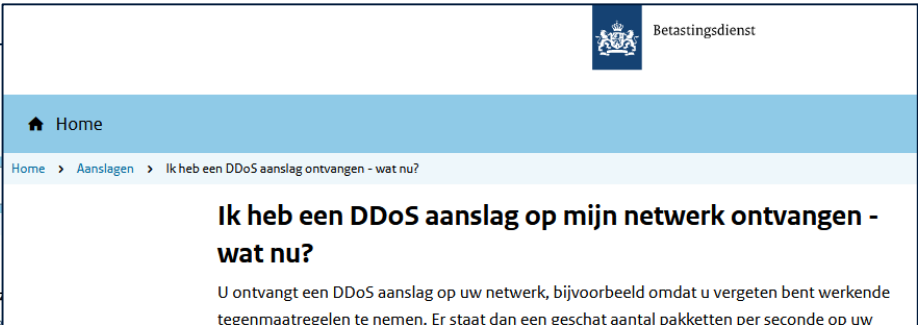 Betastingsdienst
Home
Home > Aanslagen > Ik heb een DDoS aanslag ontvangen - wat nu?
Ik heb een DDoS aanslag op mijn netwerk ontvangen -
wat nu?
U ontvangt een DDoS aanslag op uw netwerk, bijvoorbeeld omdat u vergeten bent werkende
tegenmaatregelen te nemen. Er staat dan een geschat aantal pakketten per seconde op uw